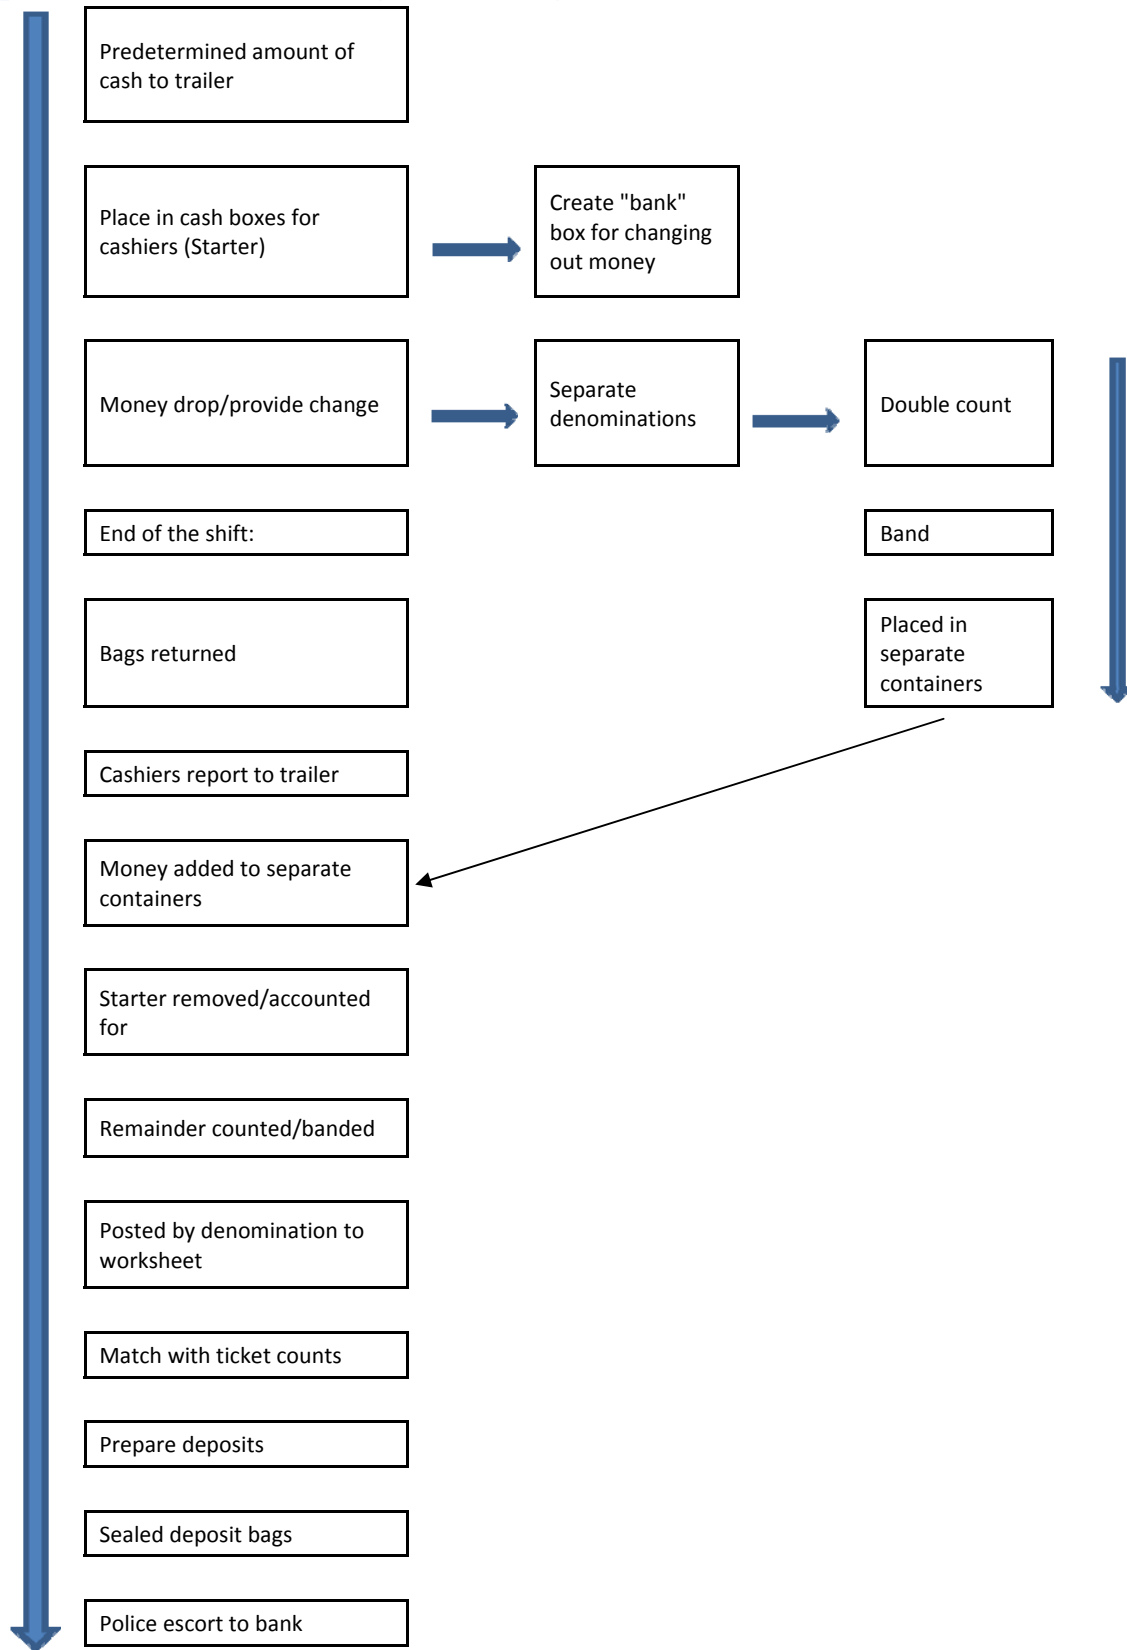 Predetermined amount of
cash to trailer
Place in cash boxes for
cashiers (Starter)
Create "bank"
box for changing
out money
Money drop/provide change
Separate
denominations
Double count
End of the shift:
Band
Bags returned
Placed in
separate
containers
Cashiers report to trailer
Money added to separate
containers
Starter removed/accounted
for
Remainder counted/banded
Posted by denomination to
worksheet
Match with ticket counts
Prepare deposits
Sealed deposit bags
Police escort to bank